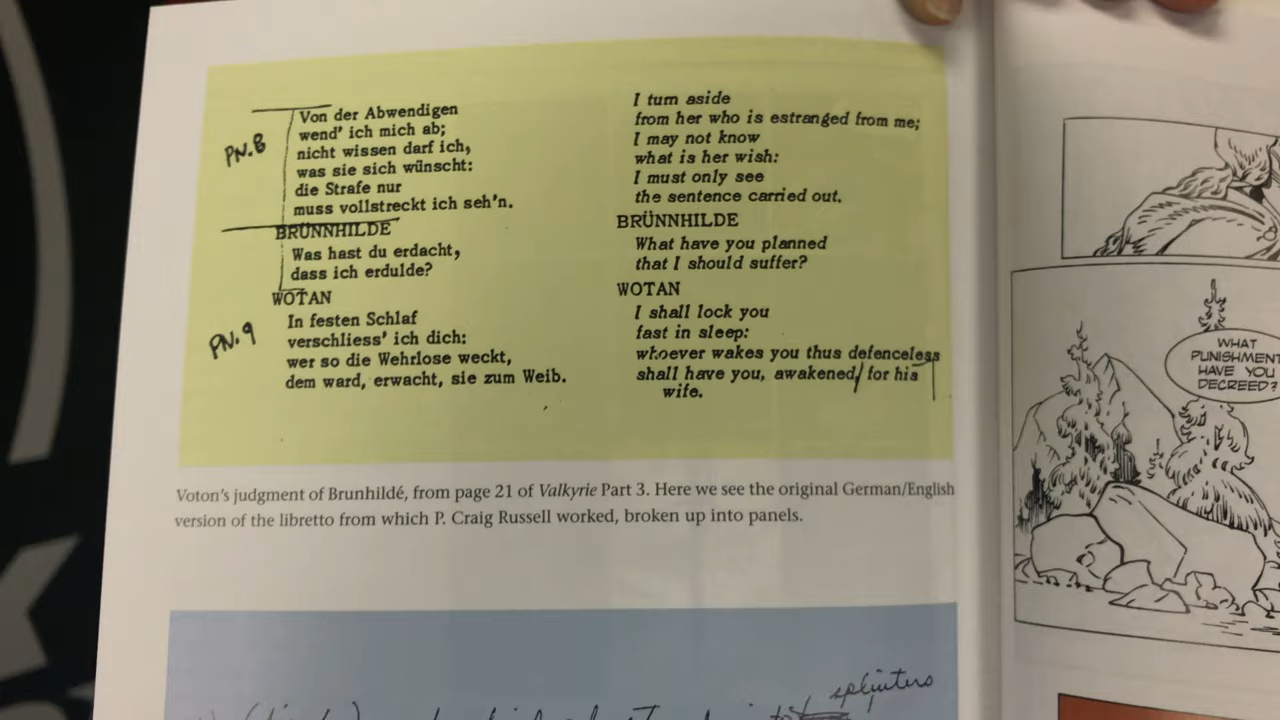 PN.8
Von der Abwendigen
wend' ich mich ab;
nicht wissen darf ich,
was sie sich wünscht:
die Strafe nur
muss vollstreckt ich seh'n.
BRÜNNHILDE
Was hast du erdacht,
dass ich erdulde?
WOTAN
PN.9
In festen Schlaf
verschliess' ich dich:
wer so die Wehrlose weckt,
dem ward, erwacht, sie zum Weib.
I turn aside
from her who is estranged from me;
I may not know
what is her wish:
I must only see
the sentence carried out.
BRÜNNHILDE
What have you planned
that I should suffer?
WOTAN
I shall lock you
fast in sleep:
whoever wakes you thus defenceless
shall have you, awakened, for his
wife.
Voton's judgment of Brunhildé, from page 21 of Valkyrie Part 3. Here we see the original German/English
version of the libretto from which P. Craig Russell worked, broken up into panels.
splinters
WHAT
PUNISHMENT
HAVE YOU
DECREED?